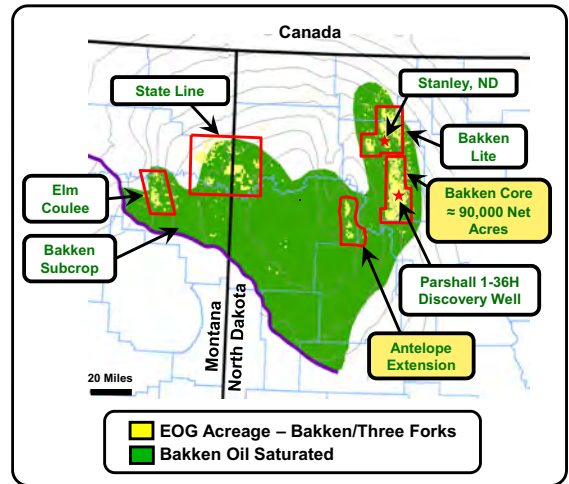 Canada
State Line
Stanley, ND
Bakken
Lite
Elm
Coulee
Bakken Core
≈ 90,000 Net
Acres
Bakken
Subcrop
Parshall 1-36H
Discovery Well
Montana
North Dakota
Antelope
Extension
20 Miles
EOG Acreage – Bakken/Three Forks
Bakken Oil Saturated